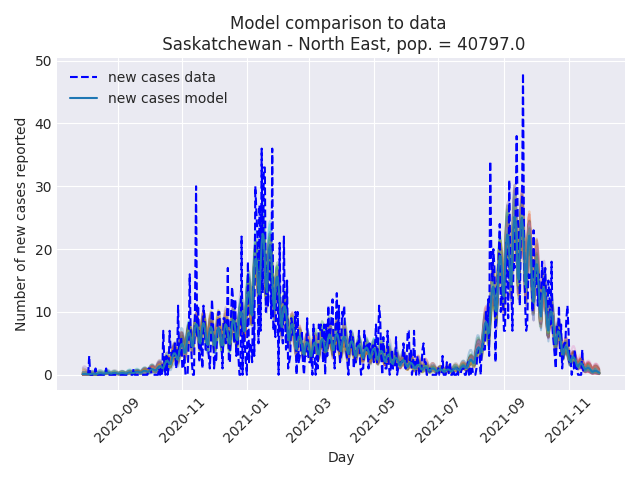 Model comparison to data
Saskatchewan - North East, pop. = 40797.0
new cases data
new cases model
Number of new cases reported
50
40
30
20
10
0
2020-09
2020-11
2021-01
2021-03
2021-05
2021-07
2021-09
2021-11
Day